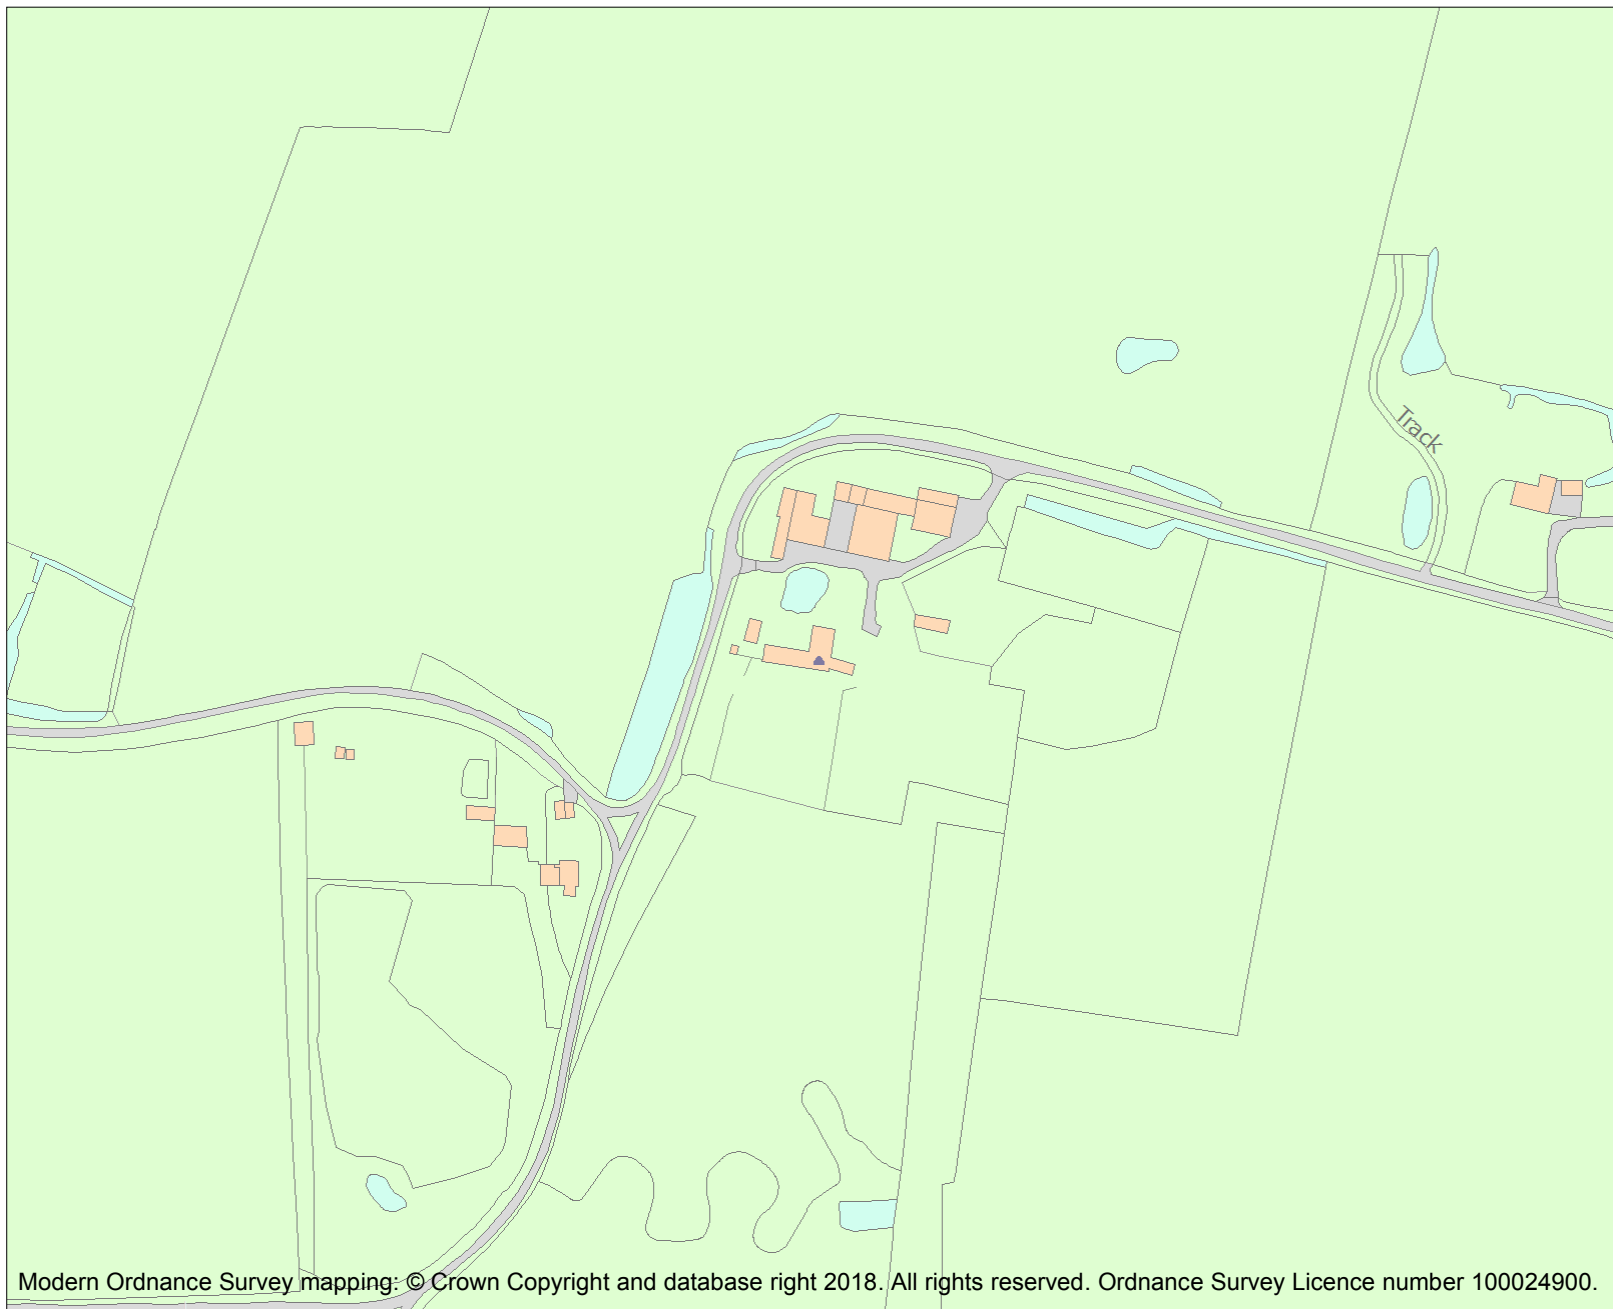 Track
Modern Ordnance Survey mapping: © Crown Copyright and database right 2018. All rights reserved. Ordnance Survey Licence number 100024900.